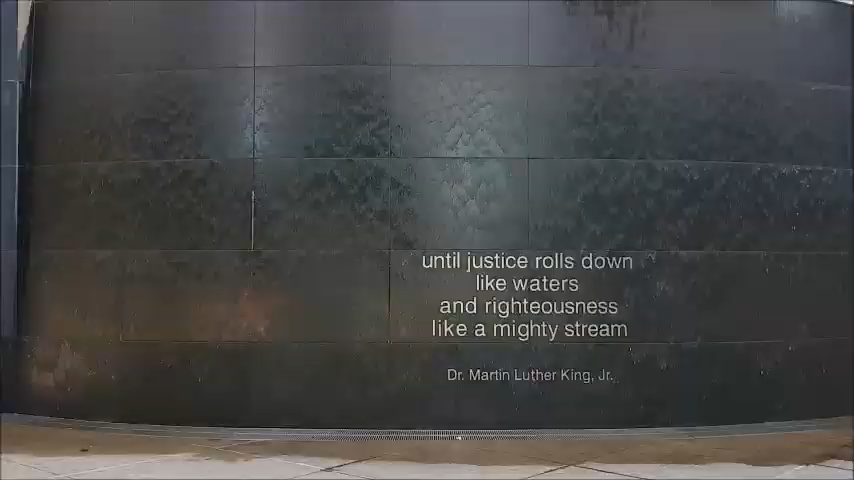 until justice rolls down
like waters
and righteousness
like a mighty stream
Dr. Martin Luther King, Jr.